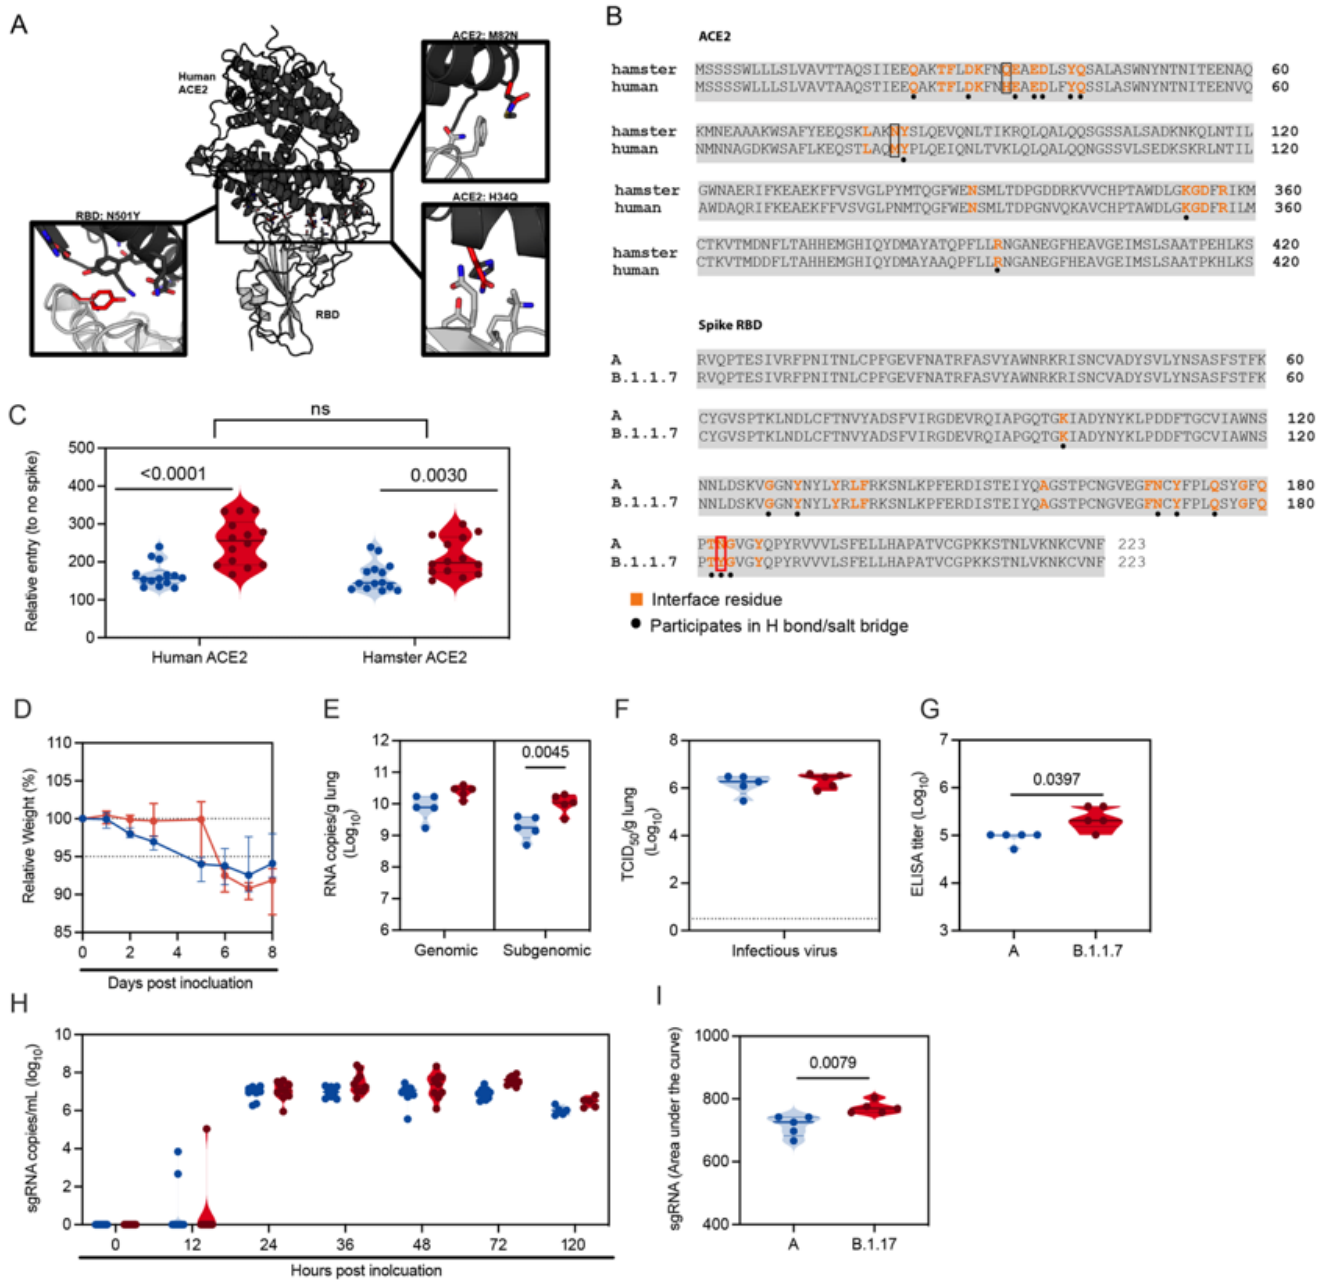 A
ACE2: M82N
Human
ACE2
RBD: N501Y
ACE2: H34Q
RBD
B
ACE2
hamster MSSSSWLLLSLVAVTTAQSIIEEQAKTFLDKFNQEAEDLSYQSALASWNYNTNITEENAQ 60
human MSSSSWLLLSLVAVTAAQSTIEEQAKTFLDKFNHEAEDLFYQSSLASWNYNTNITEENVQ 60
hamster KMNEAAAKWSAFYEEQSKLAKNYSLQEVQNLTIKRQLQALQQSGSSALSADKNKQLNTIL 120
human NMNNAGDKWSAFLKEQSTLAQMYPLQEIQNLTVKLQLQALQQNGSSVLSEDKSKRLNTIL 120
hamster GWNAERIFKEAEKFFVSVGLPYMTQGFWENSMLTDPGDDRKVVCHPTAWDLGKGDFRIKM 360
human AWDAQRIFKEAEKFFVSVGLPNMTQGFWENSMLTDPGNVQKAVCHPTAWDLGKGDFRILM 360
hamster CTKVTMDNFLTAHHEMGHIQYDMAYATQPFLLRNGANEGFHEAVGEIMSLSAATPEHLKS 420
human CTKVTMDDFLTAHHEMGHIQYDMAYAAQPFLLRNGANEGFHEAVGEIMSLSAATPKHLKS 420
Spike RBD
A RVQPTESIVRFPNITNLCPFGEVFNATRFASVYAWNRKRISNCVADYSVLYNSASFSTFK 60
B.1.1.7 RVQPTESIVRFPNITNLCPFGEVFNATRFASVYAWNRKRISNCVADYSVLYNSASFSTFK 60
A CYGVSPTKLNDLCFTNVYADSFVIRGDEVRQIAPGQTGKIADYNYKLPDDFTGCVIAWNS 120
B.1.1.7 CYGVSPTKLNDLCFTNVYADSFVIRGDEVRQIAPGQTGKIADYNYKLPDDFTGCVIAWNS 120
A NNLDSKVGGNYNYLYRLFRKSNLKPFERDISTEIYQAGSTPCNGVEGFNCYFPLQSYGFQ 180
B.1.1.7 NNLDSKVGGNYNYLYRLFRKSNLKPFERDISTEIYQAGSTPCNGVEGFNCYFPLQSYGFQ 180
A PTNGVGYQPYRVVVLSFELLHAPATVCGPKKSTNLVKNKCVNF 223
B.1.1.7 PTYGVGYQPYRVVVLSFELLHAPATVCGPKKSTNLVKNKCVNF 223
Interface residue
Participates in H bond/salt bridge
C
ns
<0.0001
0.0030
Relative entry (to no spike)
500
400
300
200
100
0
Human ACE2
Hamster ACE2
D
Relative Weight (%)
110
105
100
95
90
85
0 2 4 6 8
Days post inocluation
E
RNA copies/g lung
(Log10)
12
11
10
9
8
7
6
0.0045
Genomic
Subgenomic
F
TCID50/g lung
(Log10)
8
6
4
2
0
Infectious virus
G
ELISA titer (Log10)
7
6
5
4
3
0.0397
A
B.1.1.7
H
sgRNA copies/mL (log10)
10
8
6
4
2
0
0 12 24 36 48 72 120
Hours post inolcuation
I
sgRNA (Area under the curve)
1000
800
600
400
0.0079
A
B.1.17